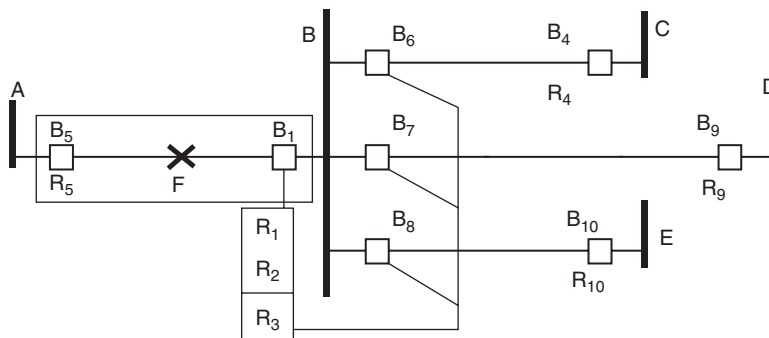 A
B
C
D
E
F
B₅
R₅
B₁
R₁
R₂
R₃
B₆
B₇
B₈
B₄
R₄
B₉
R₉
B₁₀
R₁₀